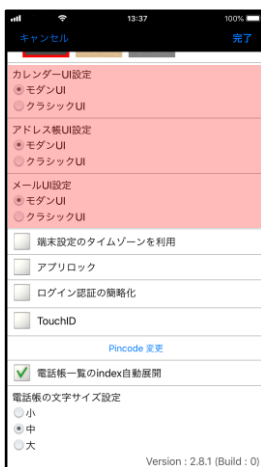 13:37
100%
キャンセル
完了
カレンダーUI設定
モダンUI
クラシックUI
アドレス帳UI設定
モダンUI
クラシックUI
メールUI設定
モダンUI
クラシックUI
端末設定のタイムゾーンを利用
アプリロック
ログイン認証の簡略化
TouchID
Pincode 変更
電話帳一覧のindex自動展開
電話帳の文字サイズ設定
小
中
大
Version : 2.8.1 (Build : 0)